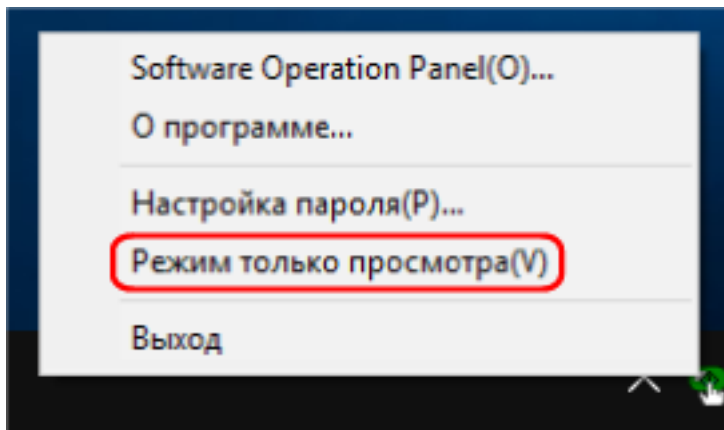 Software Operation Panel(O)...
О программе...
Настройка пароля(P)...
Режим только просмотра(V)
Выход